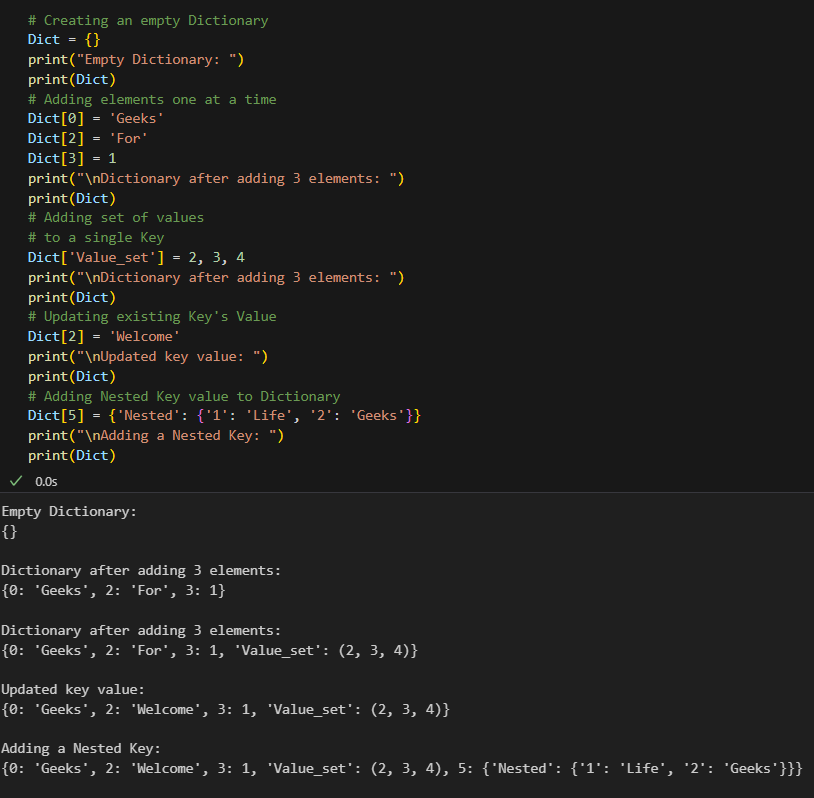 # Creating an empty Dictionary
Dict = {}
print("Empty Dictionary: ")
print(Dict)
# Adding elements one at a time
Dict[0] = 'Geeks'
Dict[2] = 'For'
Dict[3] = 1
print("\nDictionary after adding 3 elements: ")
print(Dict)
# Adding set of values
# to a single Key
Dict['Value_set'] = 2, 3, 4
print("\nDictionary after adding 3 elements: ")
print(Dict)
# Updating existing Key's Value
Dict[2] = 'Welcome'
print("\nUpdated key value: ")
print(Dict)
# Adding Nested Key value to Dictionary
Dict[5] = {'Nested': {'1': 'Life', '2': 'Geeks'}}
print("\nAdding a Nested Key: ")
print(Dict)
0.0s
Empty Dictionary:
{}
Dictionary after adding 3 elements:
{0: 'Geeks', 2: 'For', 3: 1}
Dictionary after adding 3 elements:
{0: 'Geeks', 2: 'For', 3: 1, 'Value_set': (2, 3, 4)}
Updated key value:
{0: 'Geeks', 2: 'Welcome', 3: 1, 'Value_set': (2, 3, 4)}
Adding a Nested Key:
{0: 'Geeks', 2: 'Welcome', 3: 1, 'Value_set': (2, 3, 4), 5: {'Nested': {'1': 'Life', '2': 'Geeks'}}}